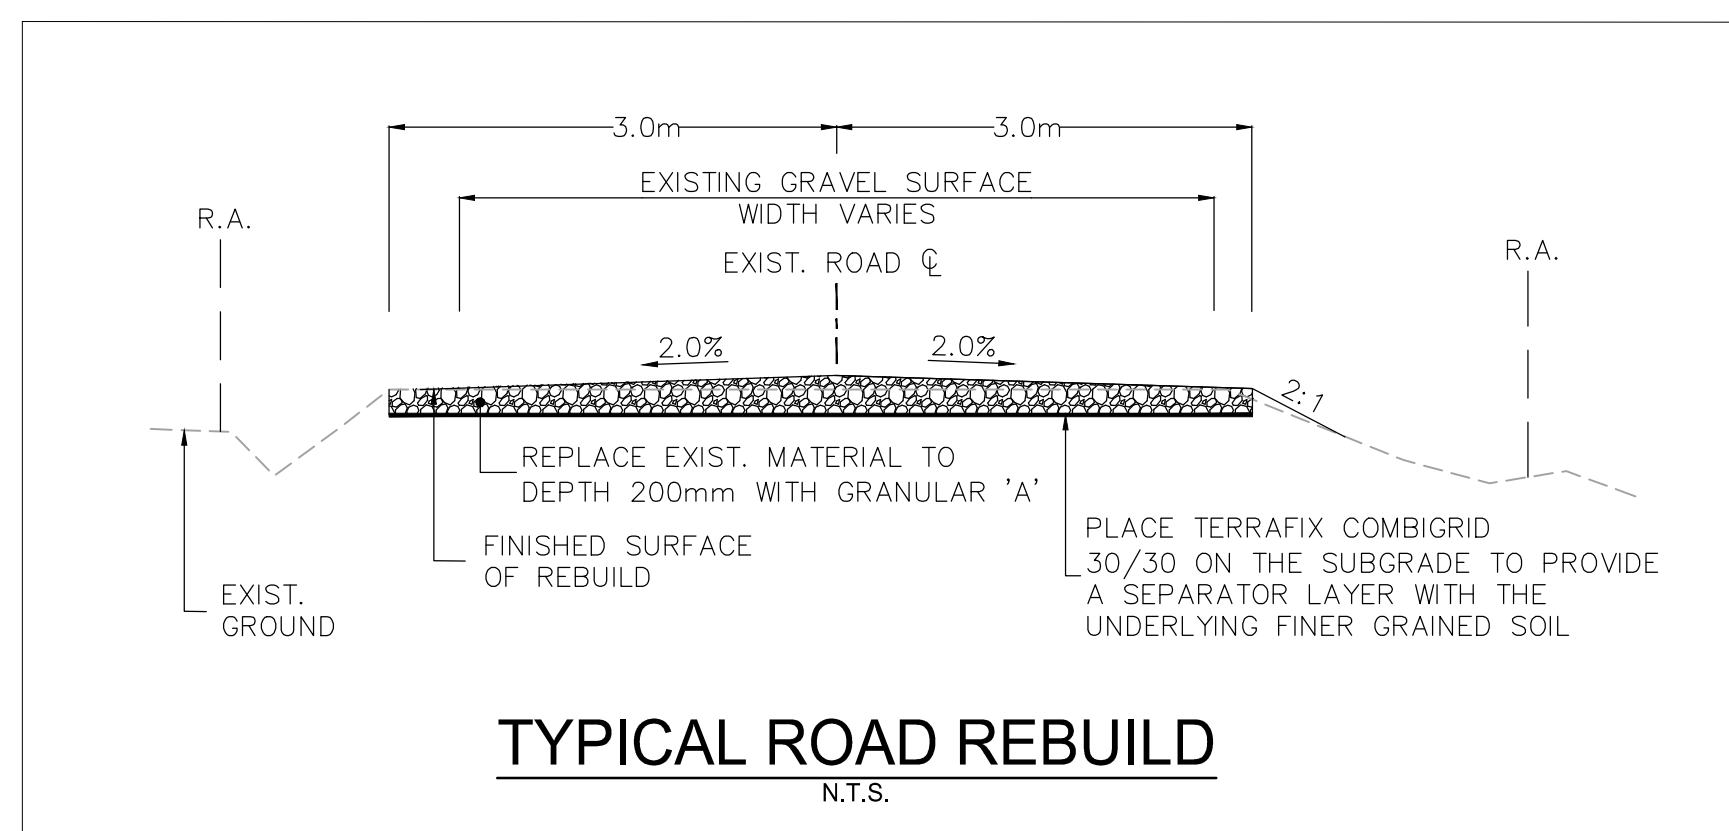 3.0m 3.0m
EXISTING GRAVEL SURFACE
WIDTH VARIES
R.A.
EXIST. ROAD ℄
R.A.
2.0% 2.0%
2:1
REPLACE EXIST. MATERIAL TO
DEPTH 200mm WITH GRANULAR 'A'
FINISHED SURFACE
OF REBUILD
EXIST.
GROUND
PLACE TERRAFIX COMBIGRID
30/30 ON THE SUBGRADE TO PROVIDE
A SEPARATOR LAYER WITH THE
UNDERLYING FINER GRAINED SOIL
TYPICAL ROAD REBUILD
N.T.S.